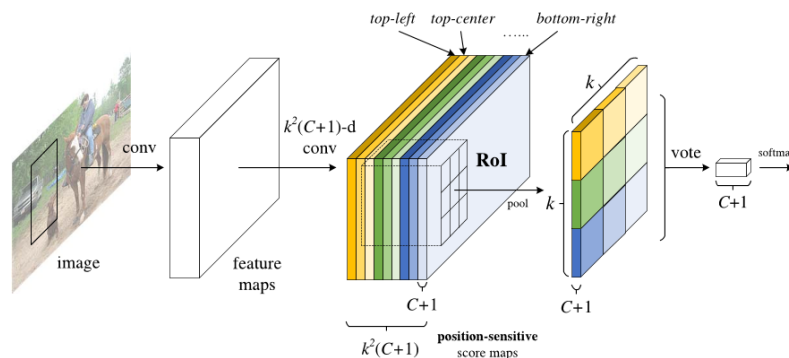 top-left
top-center
bottom-right
......
k
k²(C+1)-d
conv
conv
RoI
vote
softma
pool
k
C+1
image
feature
maps
C+1
C+1
k²(C+1)
position-sensitive
score maps